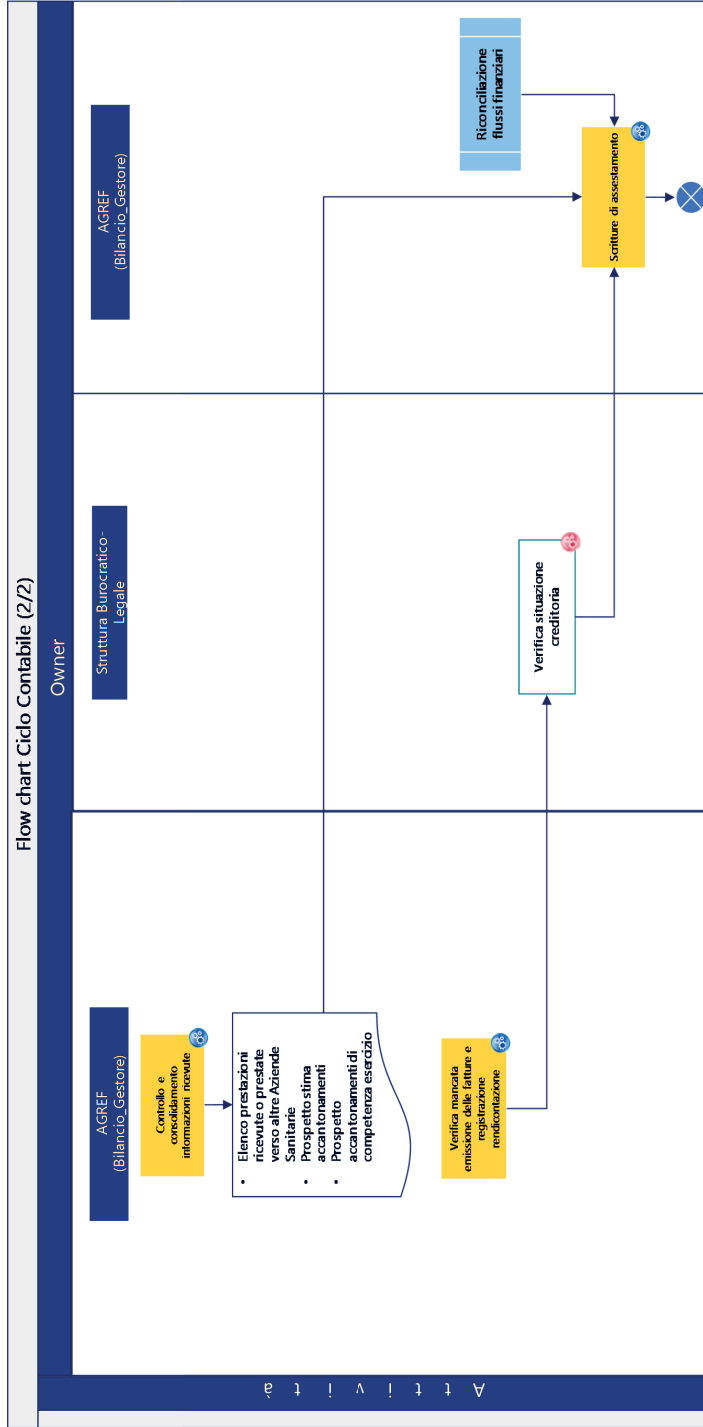 Flow chart Ciclo Contabile (2/2)
Owner
Attività
AGREF
(Bilancio_Gestore)
Struttura Burocratico-
Legale
AGREF
(Bilancio_Gestore)
Controllo e
consolidamento
informazioni ricevute
• Elenco prestazioni
ricevute o prestate
verso altre Aziende
Sanitarie
• Prospetto stima
accantonamenti
• Prospetto
accantonamenti di
competenza esercizio
Verifica mancata
emissione delle fatture e
registrazione
rendicontazione
Verifica situazione
creditoria
Riconciliazione
flussi finanziari
Scritture di assestamento